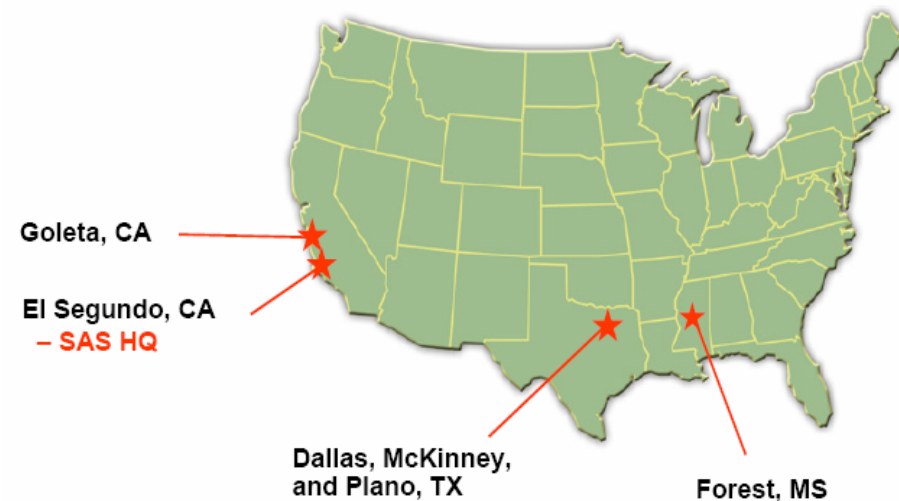 Goleta, CA
El Segundo, CA
– SAS HQ
Dallas, McKinney,
and Plano, TX
Forest, MS